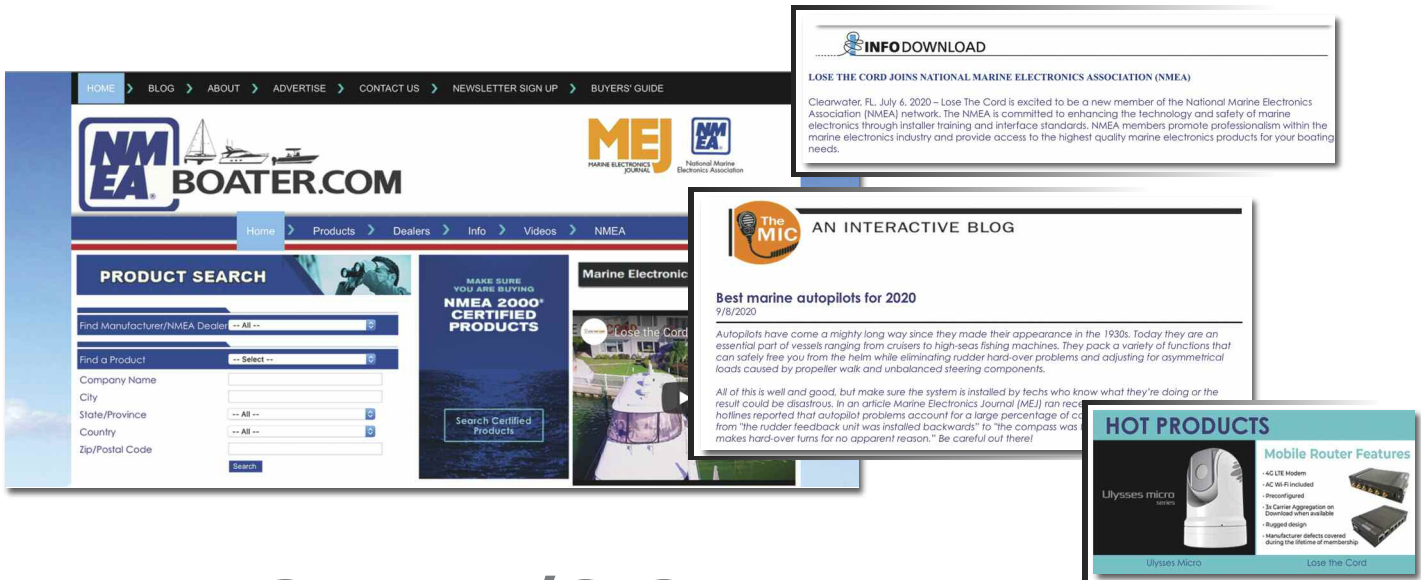 HOME BLOG ABOUT ADVERTISE CONTACT US NEWSLETTER SIGN UP BUYERS' GUIDE
NMEA
BOATER.COM
MEJ
MARINE ELECTRONICS
JOURNAL
NMEA
National Marine
Electronics Association
Home Products Dealers Info Videos NMEA
PRODUCT SEARCH
Find Manufacturer/NMEA Dealer -- All --
Find a Product -- Select --
Company Name
City
State/Province -- All --
Country -- All --
Zip/Postal Code
Search
MAKE SURE
YOU ARE BUYING
NMEA 2000®
CERTIFIED
PRODUCTS
Search Certified
Products
Marine Electronic
Lose the Cord
INFO DOWNLOAD
LOSE THE CORD JOINS NATIONAL MARINE ELECTRONICS ASSOCIATION (NMEA)
Clearwater, FL, July 6, 2020 – Lose The Cord is excited to be a new member of the National Marine Electronics
Association (NMEA) network. The NMEA is committed to enhancing the technology and safety of marine
electronics through installer training and interface standards. NMEA members promote professionalism within the
marine electronics industry and provide access to the highest quality marine electronics products for your boating
needs.
The
MIC
AN INTERACTIVE BLOG
Best marine autopilots for 2020
9/8/2020
Autopilots have come a mighty long way since they made their appearance in the 1930s. Today they are an
essential part of vessels ranging from cruisers to high-seas fishing machines. They pack a variety of functions that
can safely free you from the helm while eliminating rudder hard-over problems and adjusting for asymmetrical
loads caused by propeller walk and unbalanced steering components.
All of this is well and good, but make sure the system is installed by techs who know what they're doing or the
result could be disastrous. In an article Marine Electronics Journal (MEJ) ran rece
hotlines reported that autopilot problems account for a large percentage of ca
from "the rudder feedback unit was installed backwards" to "the compass was
makes hard-over turns for no apparent reason." Be careful out there!
HOT PRODUCTS
Ulysses micro
series
Mobile Router Features
- 4G LTE Modem
- AC Wi-Fi included
- Preconfigured
- 3x Carrier Aggregation on
Download when available
- Rugged design
- Manufacturer defects covered
during the lifetime of membership
Ulysses Micro
Lose the Cord